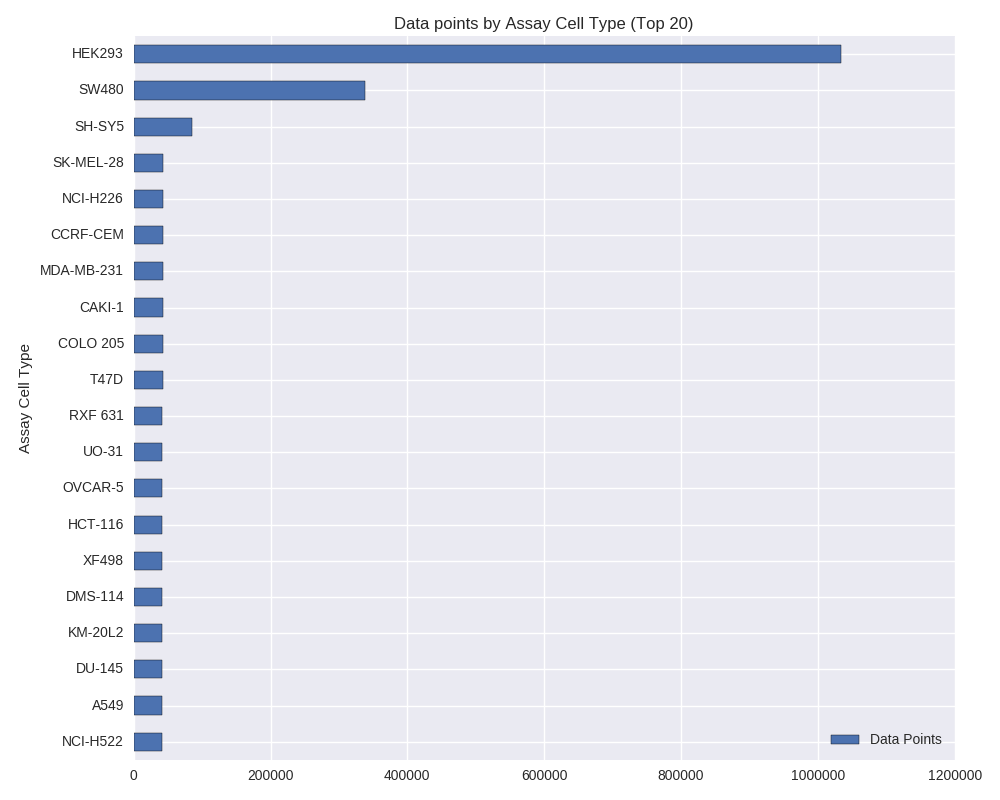 Data points by Assay Cell Type (Top 20)
Assay Cell Type
HEK293
SW480
SH-SY5
SK-MEL-28
NCI-H226
CCRF-CEM
MDA-MB-231
CAKI-1
COLO 205
T47D
RXF 631
UO-31
OVCAR-5
HCT-116
XF498
DMS-114
KM-20L2
DU-145
A549
NCI-H522
Data Points
0 200000 400000 600000 800000 1000000 1200000